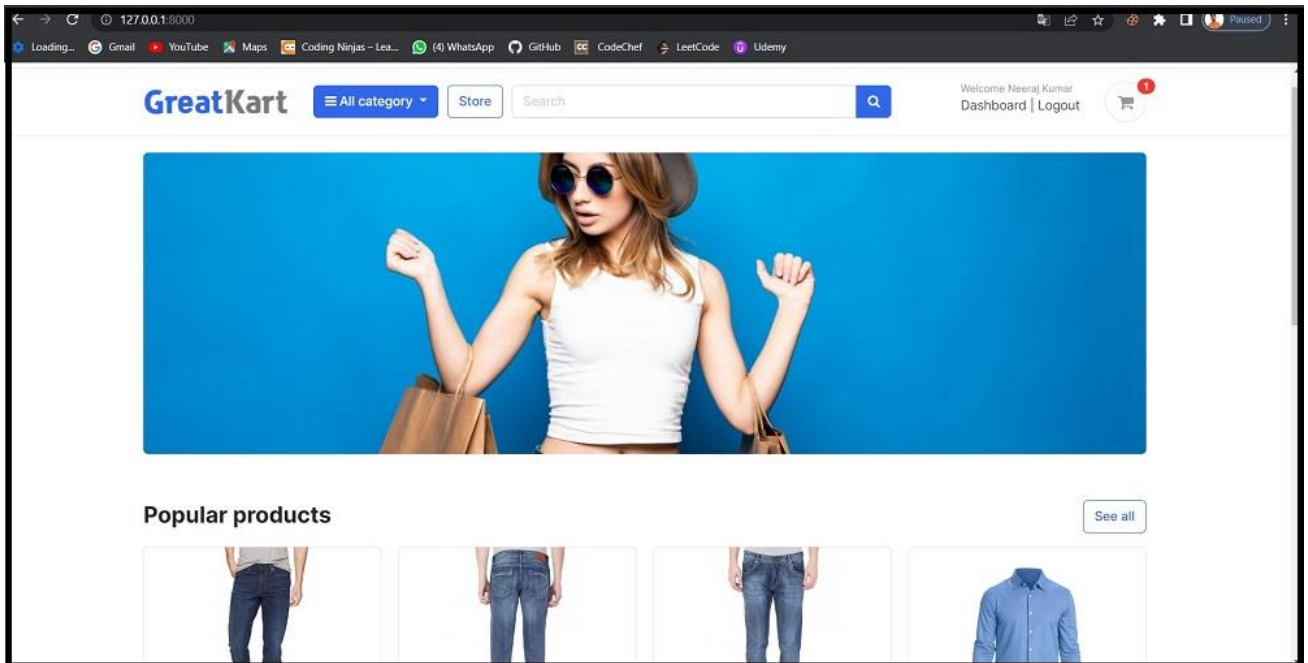 127.0.0.1:8000 Paused
Loading... Gmail YouTube Maps Coding Ninjas – Lea... (4) WhatsApp GitHub CodeChef LeetCode Udemy
GreatKart All category Store Search Welcome Neeraj Kumar 1
Dashboard | Logout
Popular products See all